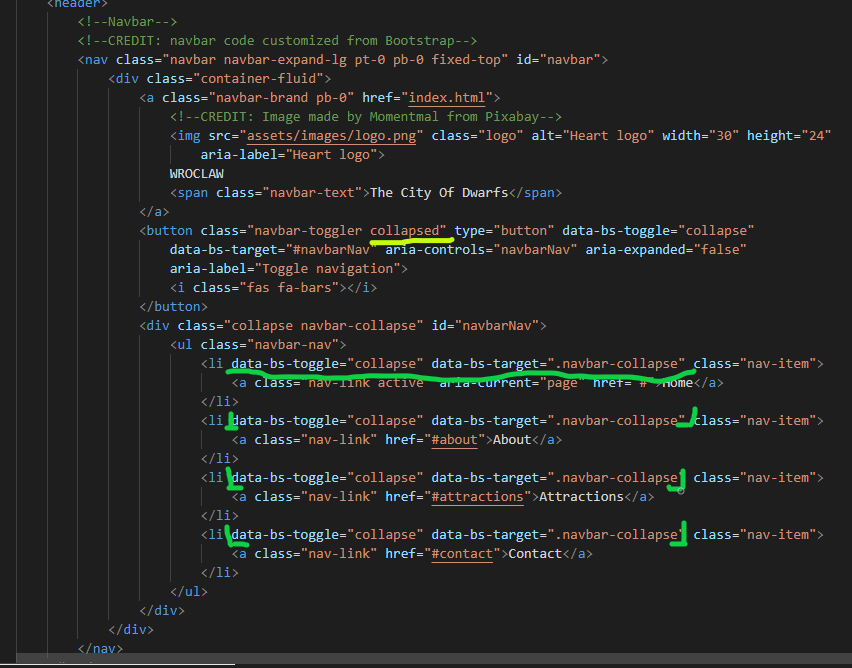 <header>
<!--Navbar-->
<!--CREDIT: navbar code customized from Bootstrap-->
<nav class="navbar navbar-expand-lg pt-0 pb-0 fixed-top" id="navbar">
<div class="container-fluid">
<a class="navbar-brand pb-0" href="index.html">
<!--CREDIT: Image made by Momentmal from Pixabay-->
<img src="assets/images/logo.png" class="logo" alt="Heart logo" width="30" height="24"
aria-label="Heart logo">
WROCLAW
<span class="navbar-text">The City Of Dwarfs</span>
</a>
<button class="navbar-toggler collapsed" type="button" data-bs-toggle="collapse"
data-bs-target="#navbarNav" aria-controls="navbarNav" aria-expanded="false"
aria-label="Toggle navigation">
<i class="fas fa-bars"></i>
</button>
<div class="collapse navbar-collapse" id="navbarNav">
<ul class="navbar-nav">
<li data-bs-toggle="collapse" data-bs-target=".navbar-collapse" class="nav-item">
<a class="nav-link active" aria-current="page" href="#">Home</a>
</li>
<li data-bs-toggle="collapse" data-bs-target=".navbar-collapse" class="nav-item">
<a class="nav-link" href="#about">About</a>
</li>
<li data-bs-toggle="collapse" data-bs-target=".navbar-collapse" class="nav-item">
<a class="nav-link" href="#attractions">Attractions</a>
</li>
<li data-bs-toggle="collapse" data-bs-target=".navbar-collapse" class="nav-item">
<a class="nav-link" href="#contact">Contact</a>
</li>
</ul>
</div>
</div>
</nav>